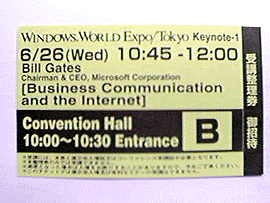 WINDOWS WORLD Expo/Tokyo Keynote-1
6/26(Wed) 10:45 -12:00
Bill Gates
Chairman & CEO, Microsoft Corporation
[Business Communication
and the Internet]
Convention Hall
10:00〜10:30 Entrance
B
受講整理券
御招待